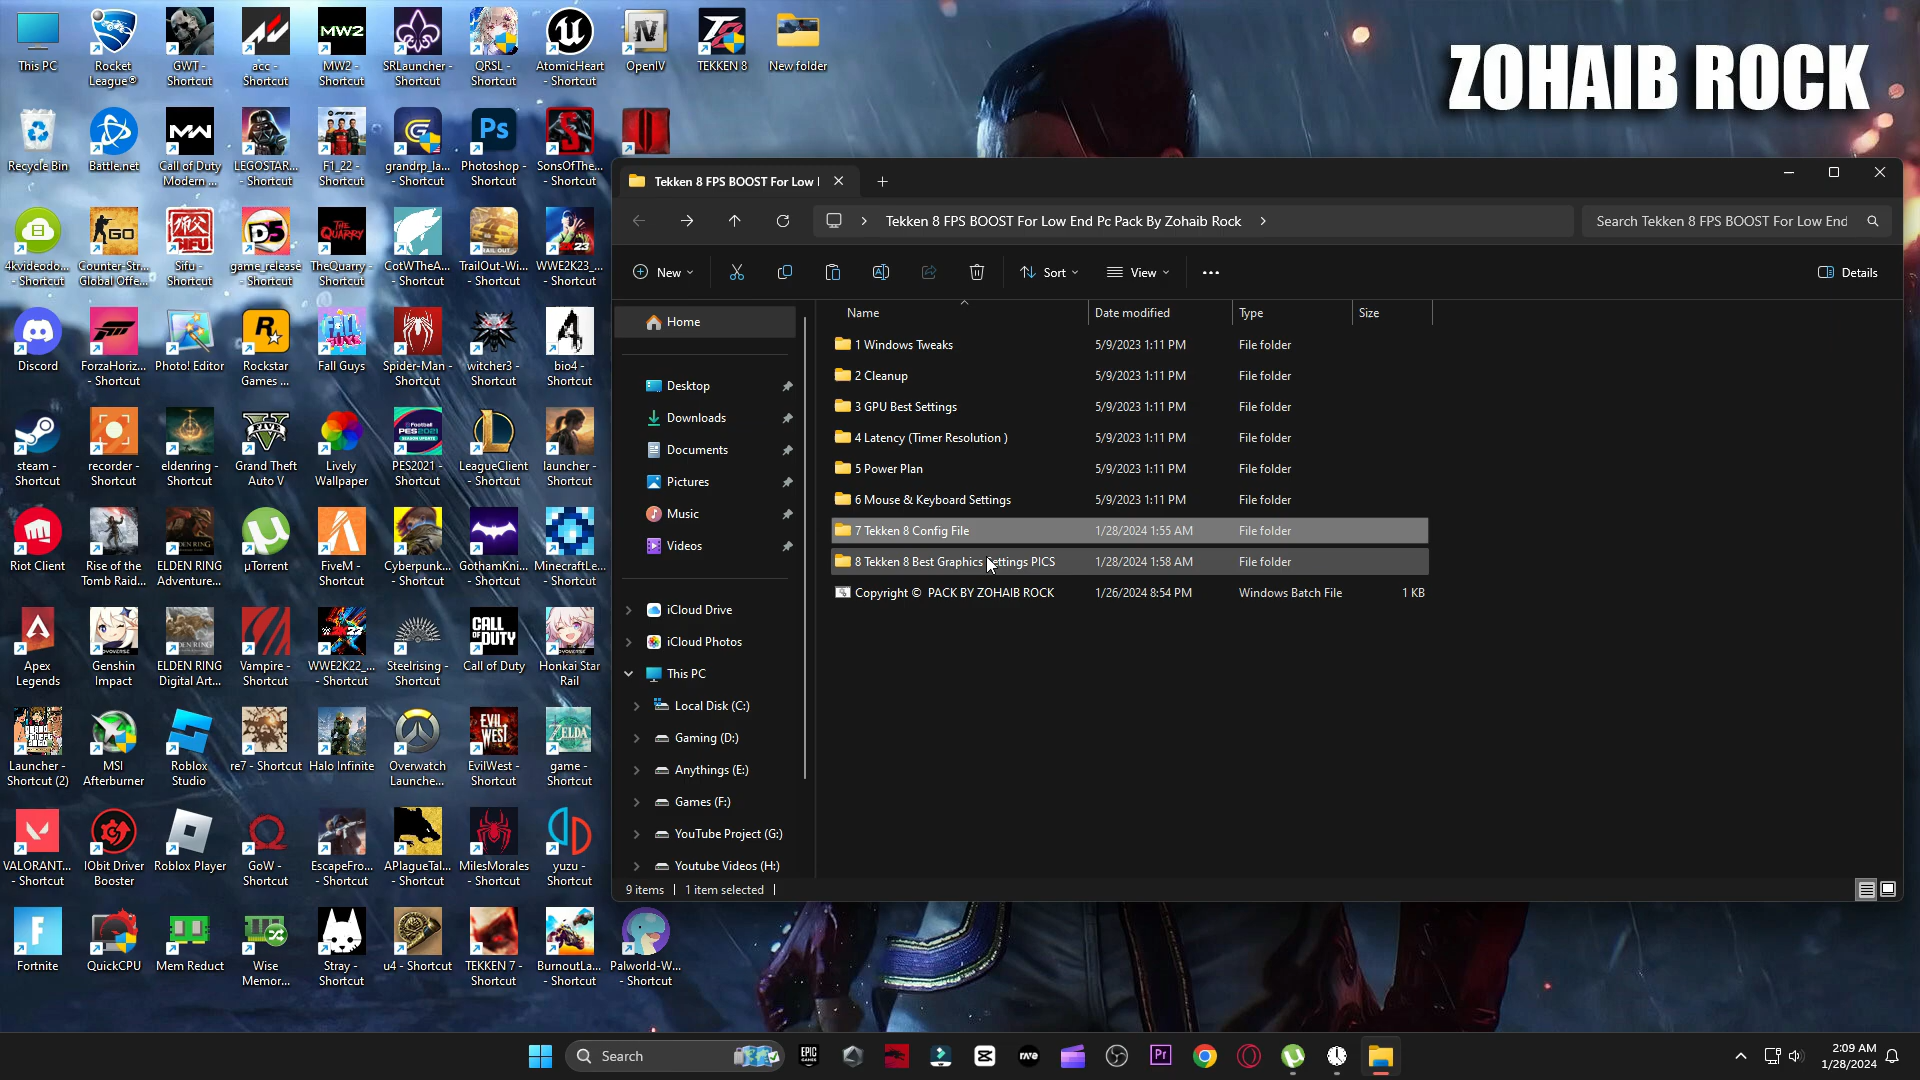 This PC
Rocket
League®
GWT -
Shortcut
acc -
Shortcut
MW2
MW2 -
Shortcut
SRLauncher -
Shortcut
QRSL -
Shortcut
AtomicHeart
- Shortcut
OpenIV
TEKKEN 8
New folder
ZOHAIB ROCK
Recycle Bin
Battle.net
Call of Duty
Modern ...
LEGOSTAR...
- Shortcut
F1_22 -
Shortcut
grandrp_la...
- Shortcut
Ps
Photoshop -
Shortcut
SonsOfThe...
- Shortcut
4kvideodo...
- Shortcut
GO
Counter-Str...
Global Offe...
Sifu -
Shortcut
D5
game_release
- Shortcut
THE QUARRY
TheQuarry -
Shortcut
CotWTheA...
- Shortcut
TrailOut-Wi...
- Shortcut
2K23
WWE2K23_...
- Shortcut
Discord
ForzaHoriz...
- Shortcut
Photo! Editor
Rockstar
Games ...
Fall Guys
Spider-Man -
Shortcut
witcher3 -
Shortcut
bio4 -
Shortcut
steam -
Shortcut
recorder -
Shortcut
eldenring -
Shortcut
Grand Theft
Auto V
Lively
Wallpaper
PES2021 -
Shortcut
LeagueClient
- Shortcut
launcher -
Shortcut
Riot Client
Rise of the
Tomb Raid...
ELDEN RING
Adventure...
µTorrent
FiveM -
Shortcut
Cyberpunk...
- Shortcut
GothamKni...
- Shortcut
MinecraftLe...
- Shortcut
Apex
Legends
Genshin
Impact
ELDEN RING
Digital Art...
Vampire -
Shortcut
WWE2K22_...
- Shortcut
Steelrising -
Shortcut
CALL OF DUTY
Call of Duty
Honkai Star
Rail
Launcher -
Shortcut (2)
MSI
Afterburner
Roblox
Studio
re7 - Shortcut
Halo Infinite
Overwatch
Launche...
EVIL WEST
EvilWest -
Shortcut
ZELDA
game -
Shortcut
VALORANT...
- Shortcut
IObit Driver
Booster
Roblox Player
GoW -
Shortcut
EscapeFro...
- Shortcut
APlagueTal...
- Shortcut
MilesMorales
- Shortcut
yuzu -
Shortcut
Fortnite
QuickCPU
Mem Reduct
Wise
Memor...
Stray -
Shortcut
u4 - Shortcut
TEKKEN 7 -
Shortcut
BurnoutLa...
- Shortcut
Palworld-W...
- Shortcut
Tekken 8 FPS BOOST For Low
Tekken 8 FPS BOOST For Low End Pc Pack By Zohaib Rock
Search Tekken 8 FPS BOOST For Low End
New
Sort
View
Details
Home
Desktop
Downloads
Documents
Pictures
Music
Videos
iCloud Drive
iCloud Photos
This PC
Local Disk (C:)
Gaming (D:)
Anythings (E:)
Games (F:)
YouTube Project (G:)
Youtube Videos (H:)
Name Date modified Type Size
1 Windows Tweaks 5/9/2023 1:11 PM File folder
2 Cleanup 5/9/2023 1:11 PM File folder
3 GPU Best Settings 5/9/2023 1:11 PM File folder
4 Latency (Timer Resolution ) 5/9/2023 1:11 PM File folder
5 Power Plan 5/9/2023 1:11 PM File folder
6 Mouse & Keyboard Settings 5/9/2023 1:11 PM File folder
7 Tekken 8 Config File 1/28/2024 1:55 AM File folder
8 Tekken 8 Best Graphics Settings PICS 1/28/2024 1:58 AM File folder
Copyright © PACK BY ZOHAIB ROCK 1/26/2024 8:54 PM Windows Batch File 1 KB
9 items 1 item selected
Search
EPIC GAMES
rave
Pr
2:09 AM
1/28/2024